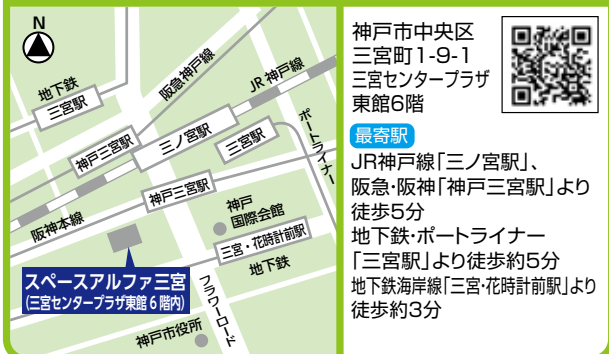 N
地下鉄
三宮駅
阪急神戸線
JR神戸線
神戸三宮駅
三ノ宮駅
三宮駅
ポートライナー
神戸三宮駅
阪神本線
神戸
国際会館
三宮・花時計前駅
地下鉄
スペースアルファ三宮
(三宮センタープラザ東館6階内)
フラワーロード
神戸市役所
神戸市中央区
三宮町1-9-1
三宮センタープラザ
東館6階
最寄駅
JR神戸線「三ノ宮駅」、
阪急・阪神「神戸三宮駅」より
徒歩5分
地下鉄・ポートライナー
「三宮駅」より徒歩約5分
地下鉄海岸線「三宮・花時計前駅」より
徒歩約3分